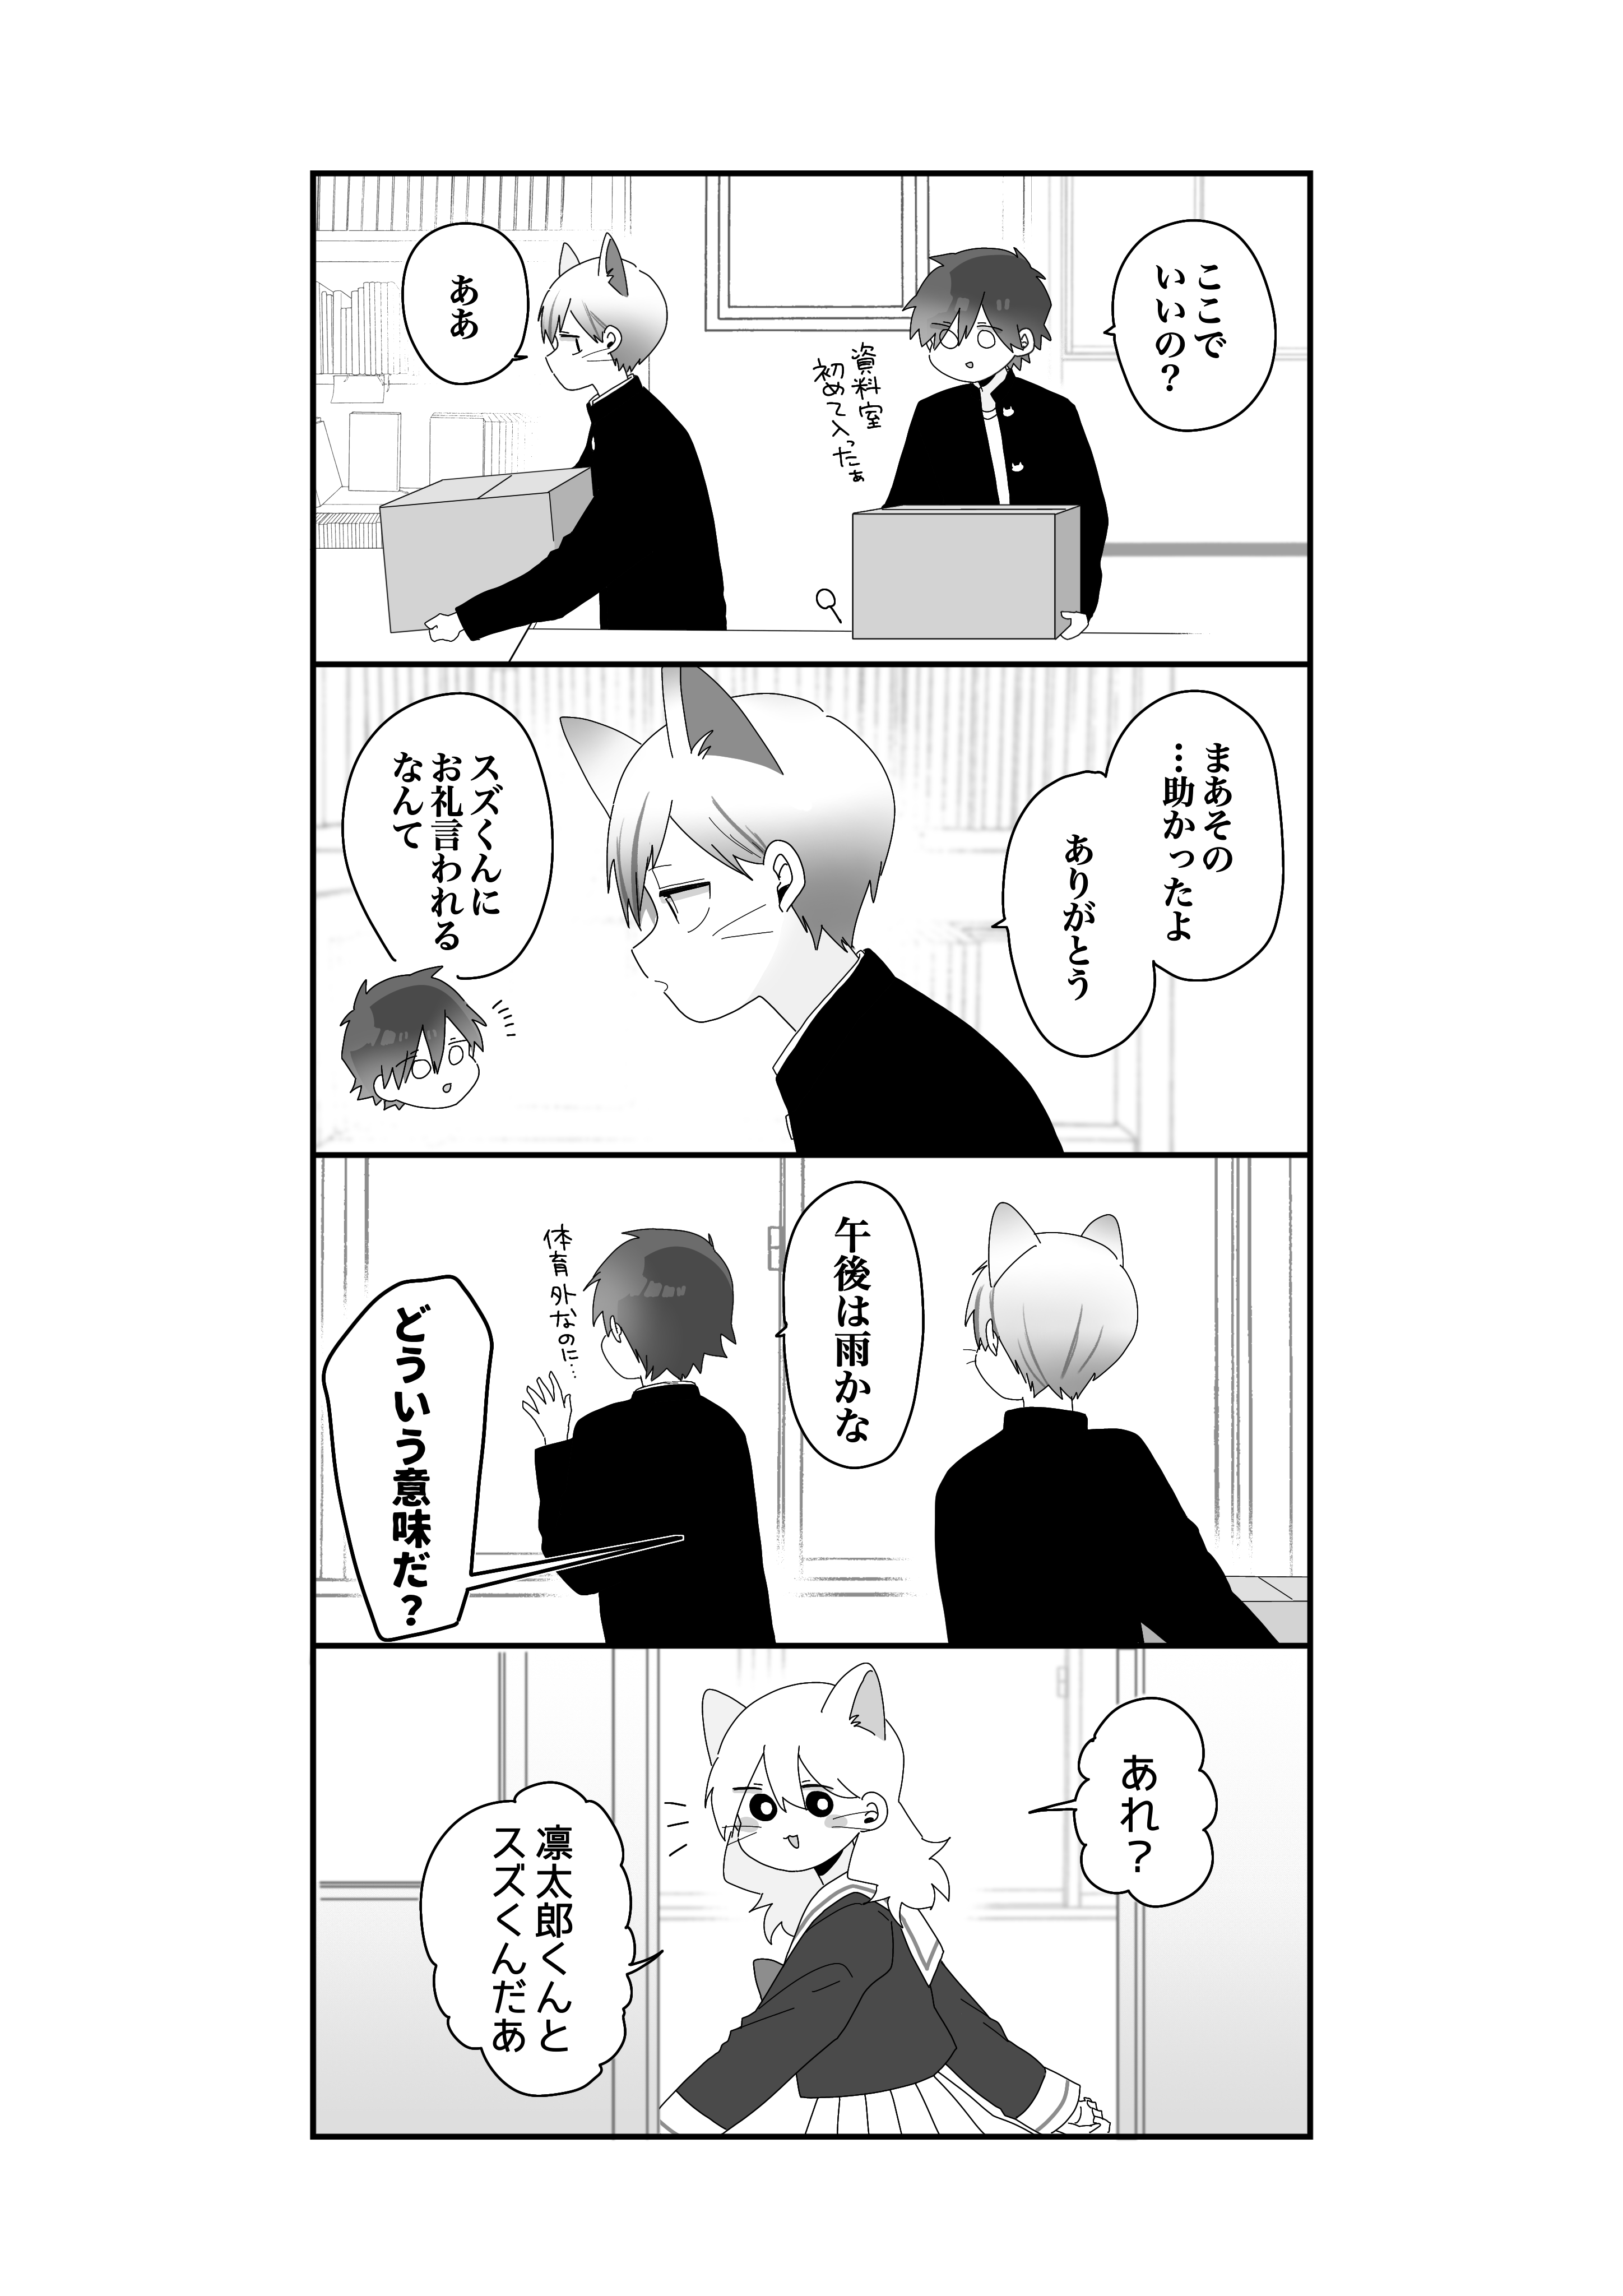 ここで
いいの？
資料室
初めて入ったぁ
ああ
まあその
…助かったよ
ありがとう
スズくんに
お礼言われる
なんて
午後は雨かな
体育外なのに…
どういう意味だ？
あれ？
凛太郎くんと
スズくんだあ